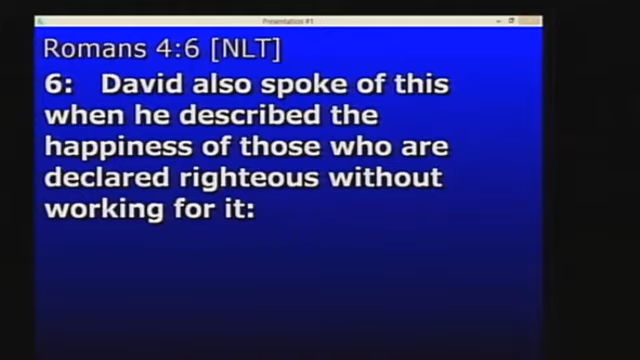 Presentation #1
Romans 4:6 [NLT]
6: David also spoke of this
when he described the
happiness of those who are
declared righteous without
working for it: